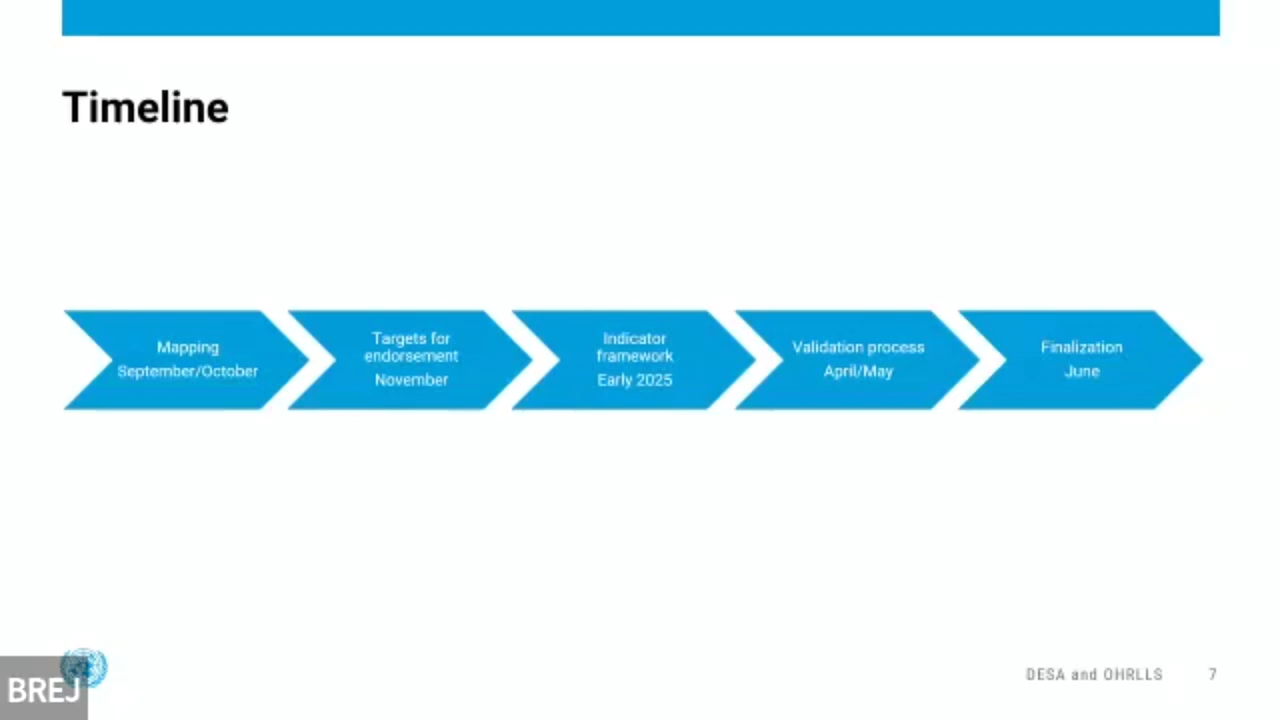 Timeline
Mapping
September/October
Targets for
endorsement
November
Indicator
framework
Early 2025
Validation process
April/May
Finalization
June
BREJ
DESA and OHRLLS
7